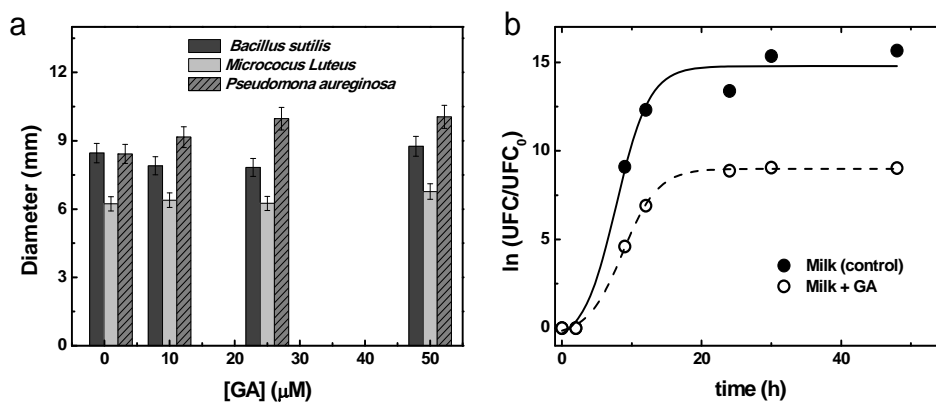 a
Bacillus sutilis
Micrococus Luteus
Pseudomona aureginosa
12
9
6
3
0
Diameter (mm)
0 10 20 30 40 50
[GA] (μM)
b
15
10
5
0
ln (UFC/UFC0)
Milk (control)
Milk + GA
0 20 40
time (h)